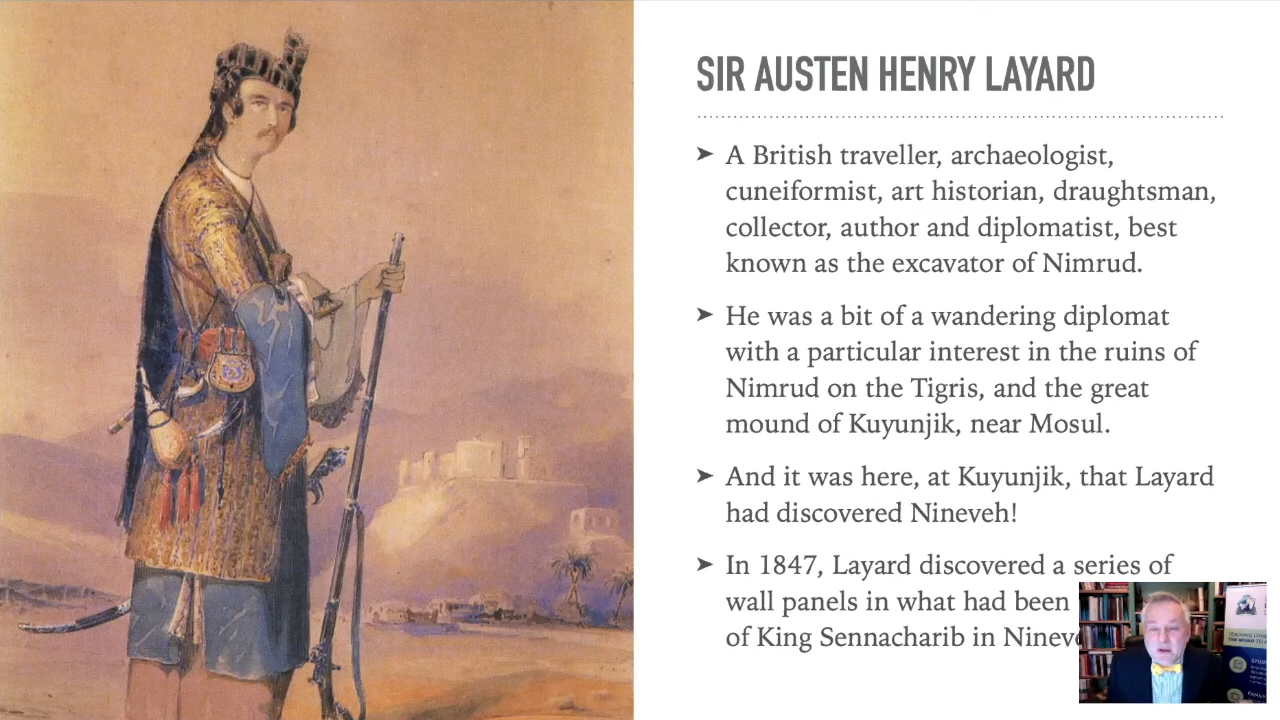 SIR AUSTEN HENRY LAYARD
➤ A British traveller, archaeologist,
cuneiformist, art historian, draughtsman,
collector, author and diplomatist, best
known as the excavator of Nimrud.
➤ He was a bit of a wandering diplomat
with a particular interest in the ruins of
Nimrud on the Tigris, and the great
mound of Kuyunjik, near Mosul.
➤ And it was here, at Kuyunjik, that Layard
had discovered Nineveh!
➤ In 1847, Layard discovered a series of
wall panels in what had been
of King Sennacharib in Nineve